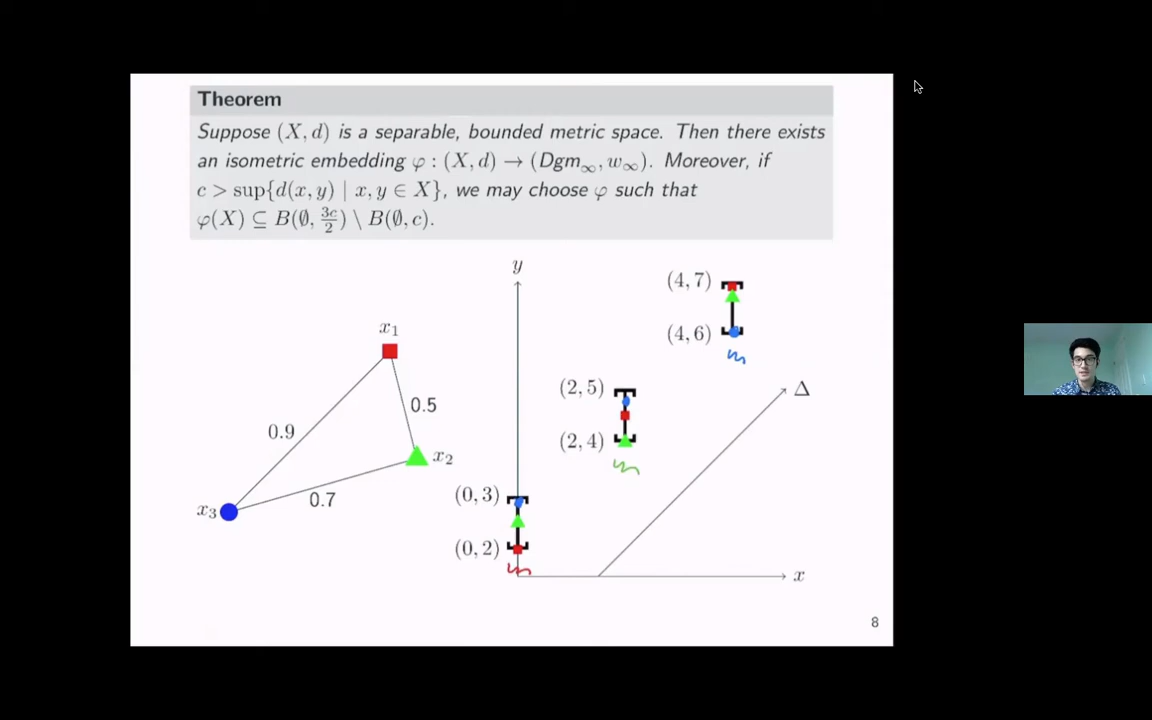 Theorem
Suppose (X, d) is a separable, bounded metric space. Then there exists
an isometric embedding φ : (X, d) → (Dgm∞, w∞). Moreover, if
c > sup{d(x, y) | x, y ∈ X}, we may choose φ such that
φ(X) ⊆ B(∅, 3c/2) \ B(∅, c).
y
(4, 7)
x₁
(4, 6)
(2, 5)
Δ
0.5
0.9
(2, 4)
x₂
(0, 3)
0.7
x₃
(0, 2)
x
8